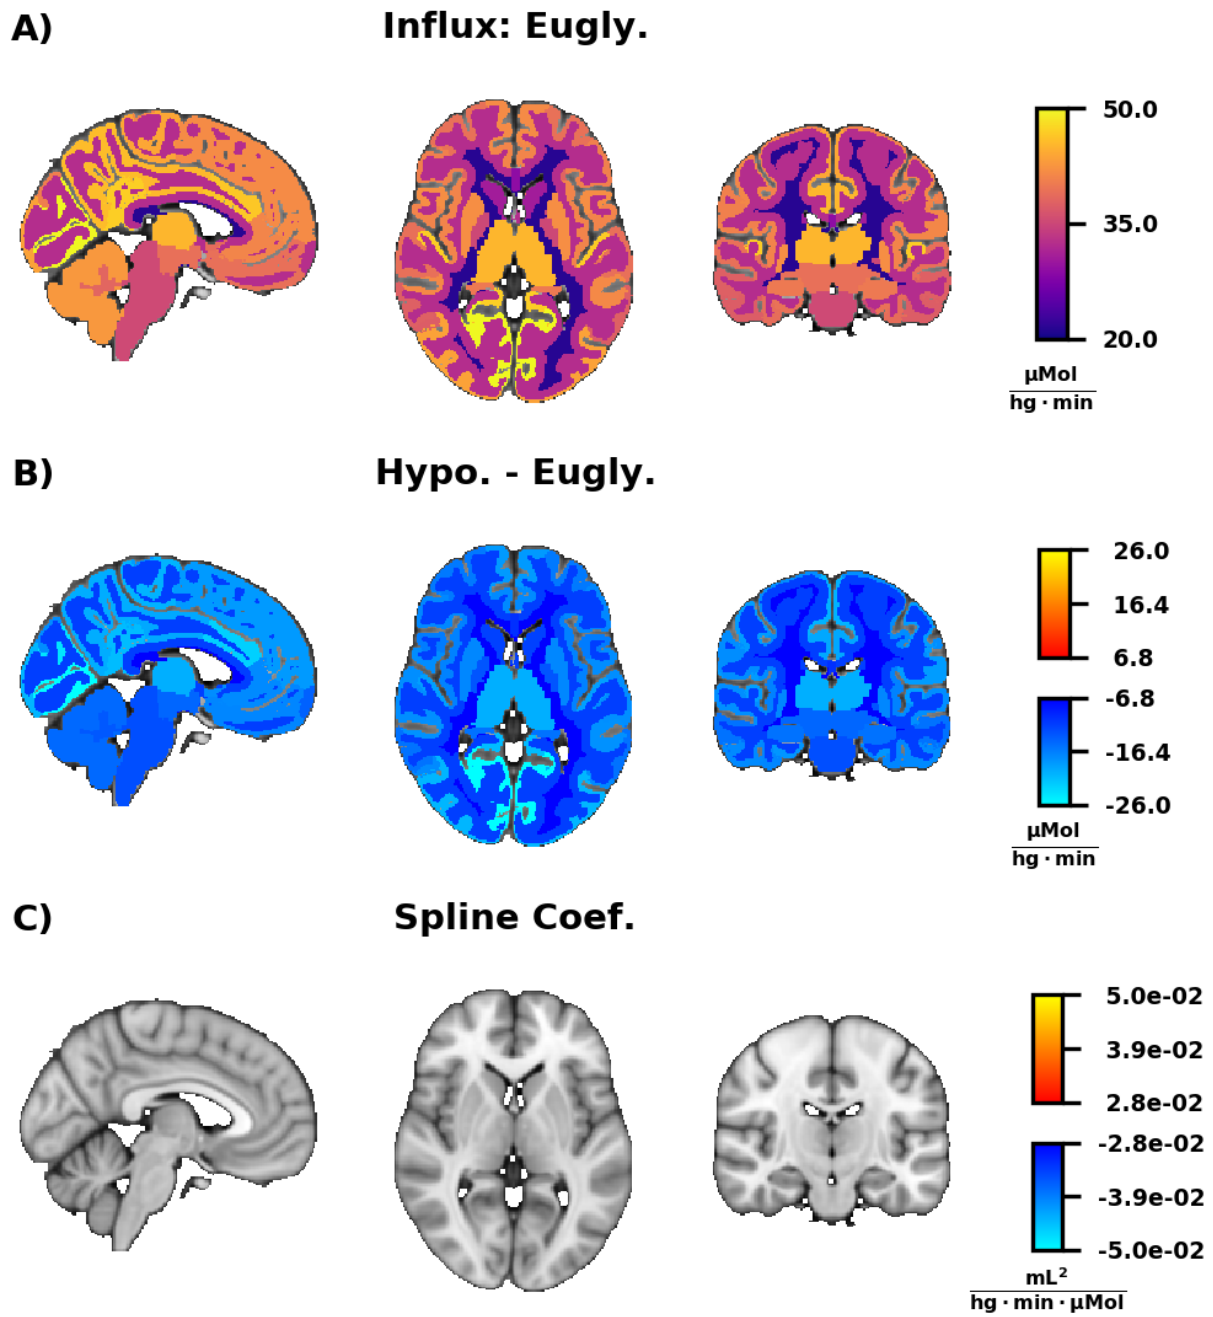 A)
Influx: Eugly.
50.0
35.0
20.0
µMol
hg · min
B)
Hypo. - Eugly.
26.0
16.4
6.8
-6.8
-16.4
-26.0
µMol
hg · min
C)
Spline Coef.
5.0e-02
3.9e-02
2.8e-02
-2.8e-02
-3.9e-02
-5.0e-02
mL²
hg · min · µMol